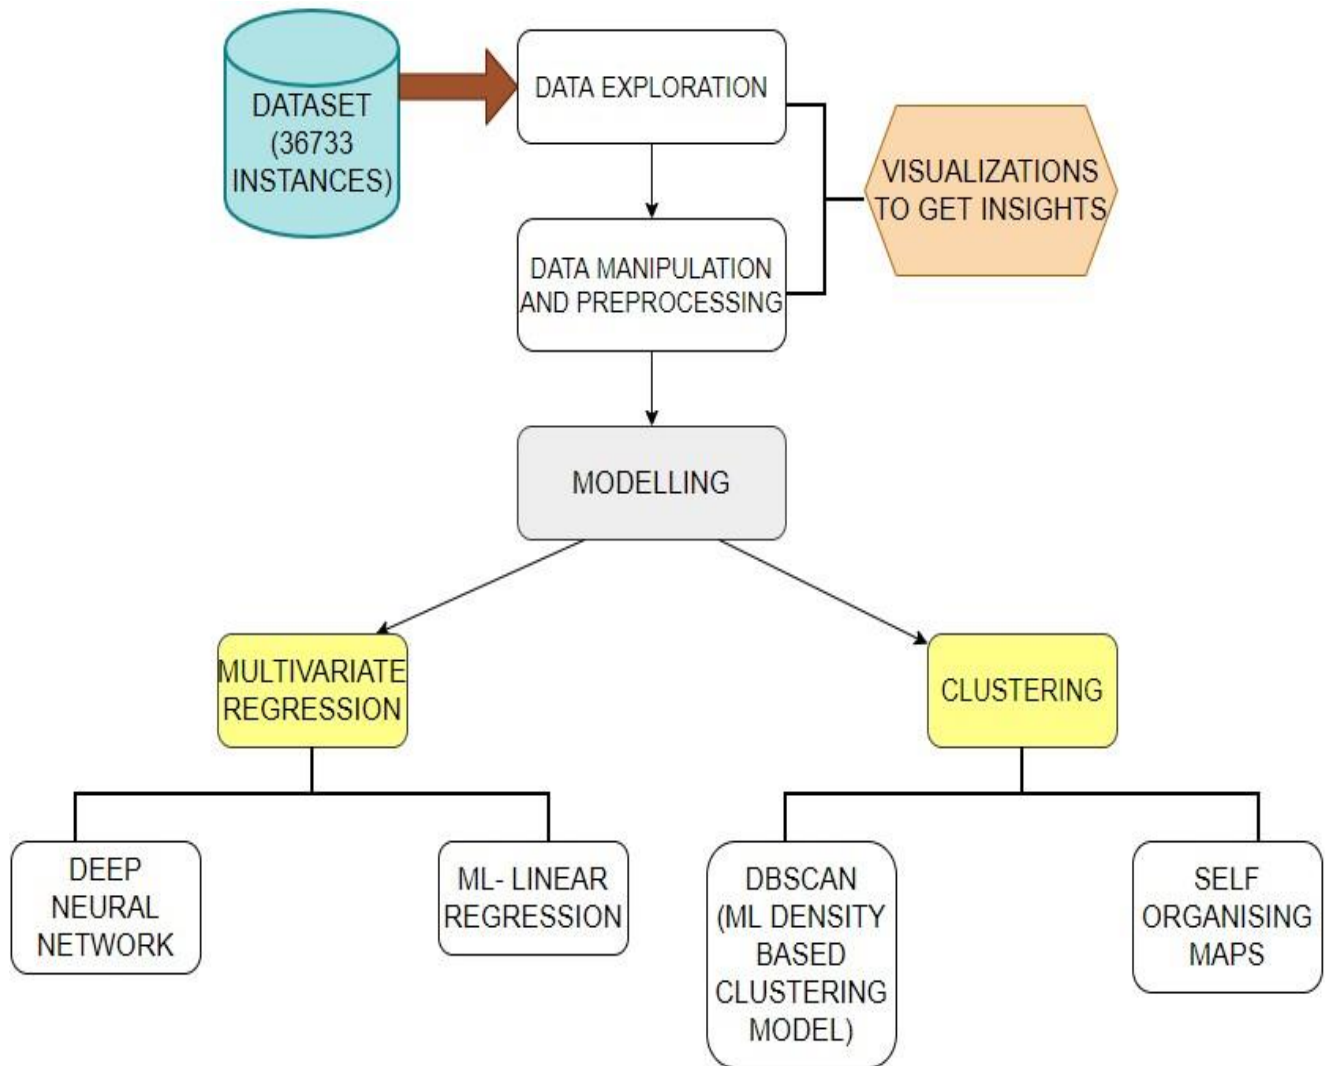 DATASET
(36733
INSTANCES)
DATA EXPLORATION
VISUALIZATIONS
TO GET INSIGHTS
DATA MANIPULATION
AND PREPROCESSING
MODELLING
MULTIVARIATE
REGRESSION
CLUSTERING
DEEP
NEURAL
NETWORK
ML- LINEAR
REGRESSION
DBSCAN
(ML DENSITY
BASED
CLUSTERING
MODEL)
SELF
ORGANISING
MAPS